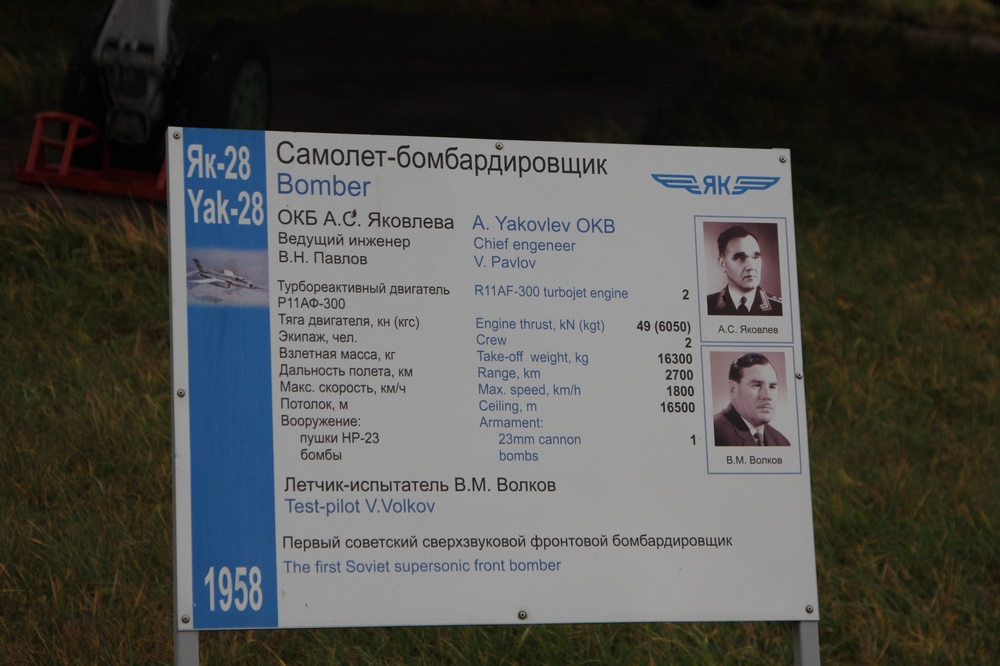 Як-28
Yak-28
Самолет-бомбардировщик
Bomber
ЯК
ОКБ А.С. Яковлева A. Yakovlev OKB
Ведущий инженер Chief engeneer
В.Н. Павлов V. Pavlov
Турбореактивный двигатель R11AF-300 turbojet engine 2
Р11АФ-300
Тяга двигателя, кн (кгс) Engine thrust, kN (kgt) 49 (6050)
Экипаж, чел. Crew 2
Взлетная масса, кг Take-off weight, kg 16300
Дальность полета, км Range, km 2700
Макс. скорость, км/ч Max. speed, km/h 1800
Потолок, м Ceiling, m 16500
Вооружение: Armament:
пушки НР-23 23mm cannon 1
бомбы bombs
А.С. Яковлев
В.М. Волков
Летчик-испытатель В.М. Волков
Test-pilot V.Volkov
Первый советский сверхзвуковой фронтовой бомбардировщик
The first Soviet supersonic front bomber
1958